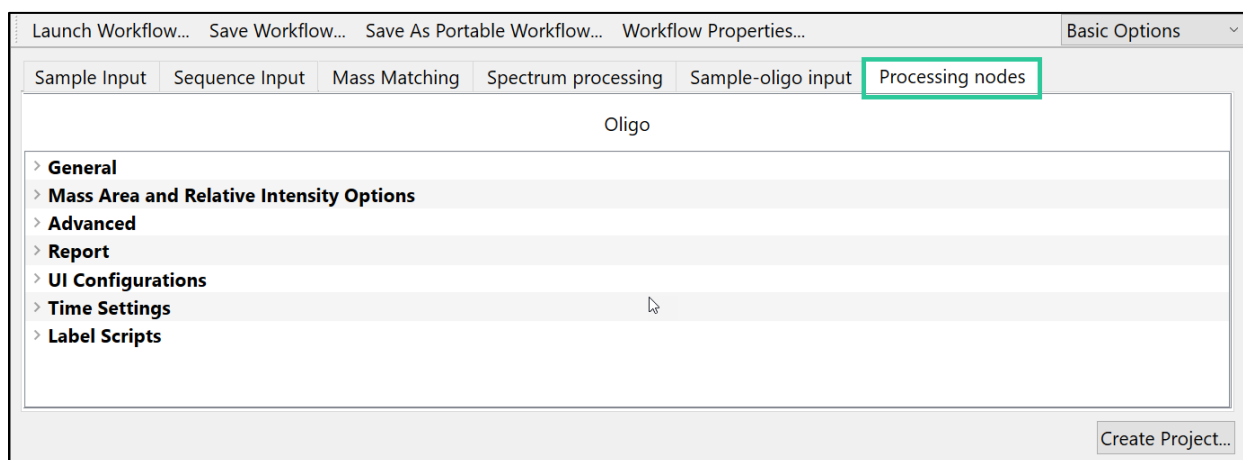 Launch Workflow... Save Workflow... Save As Portable Workflow... Workflow Properties... Basic Options
Sample Input Sequence Input Mass Matching Spectrum processing Sample-oligo input Processing nodes
Oligo
General
Mass Area and Relative Intensity Options
Advanced
Report
UI Configurations
Time Settings
Label Scripts
Create Project...